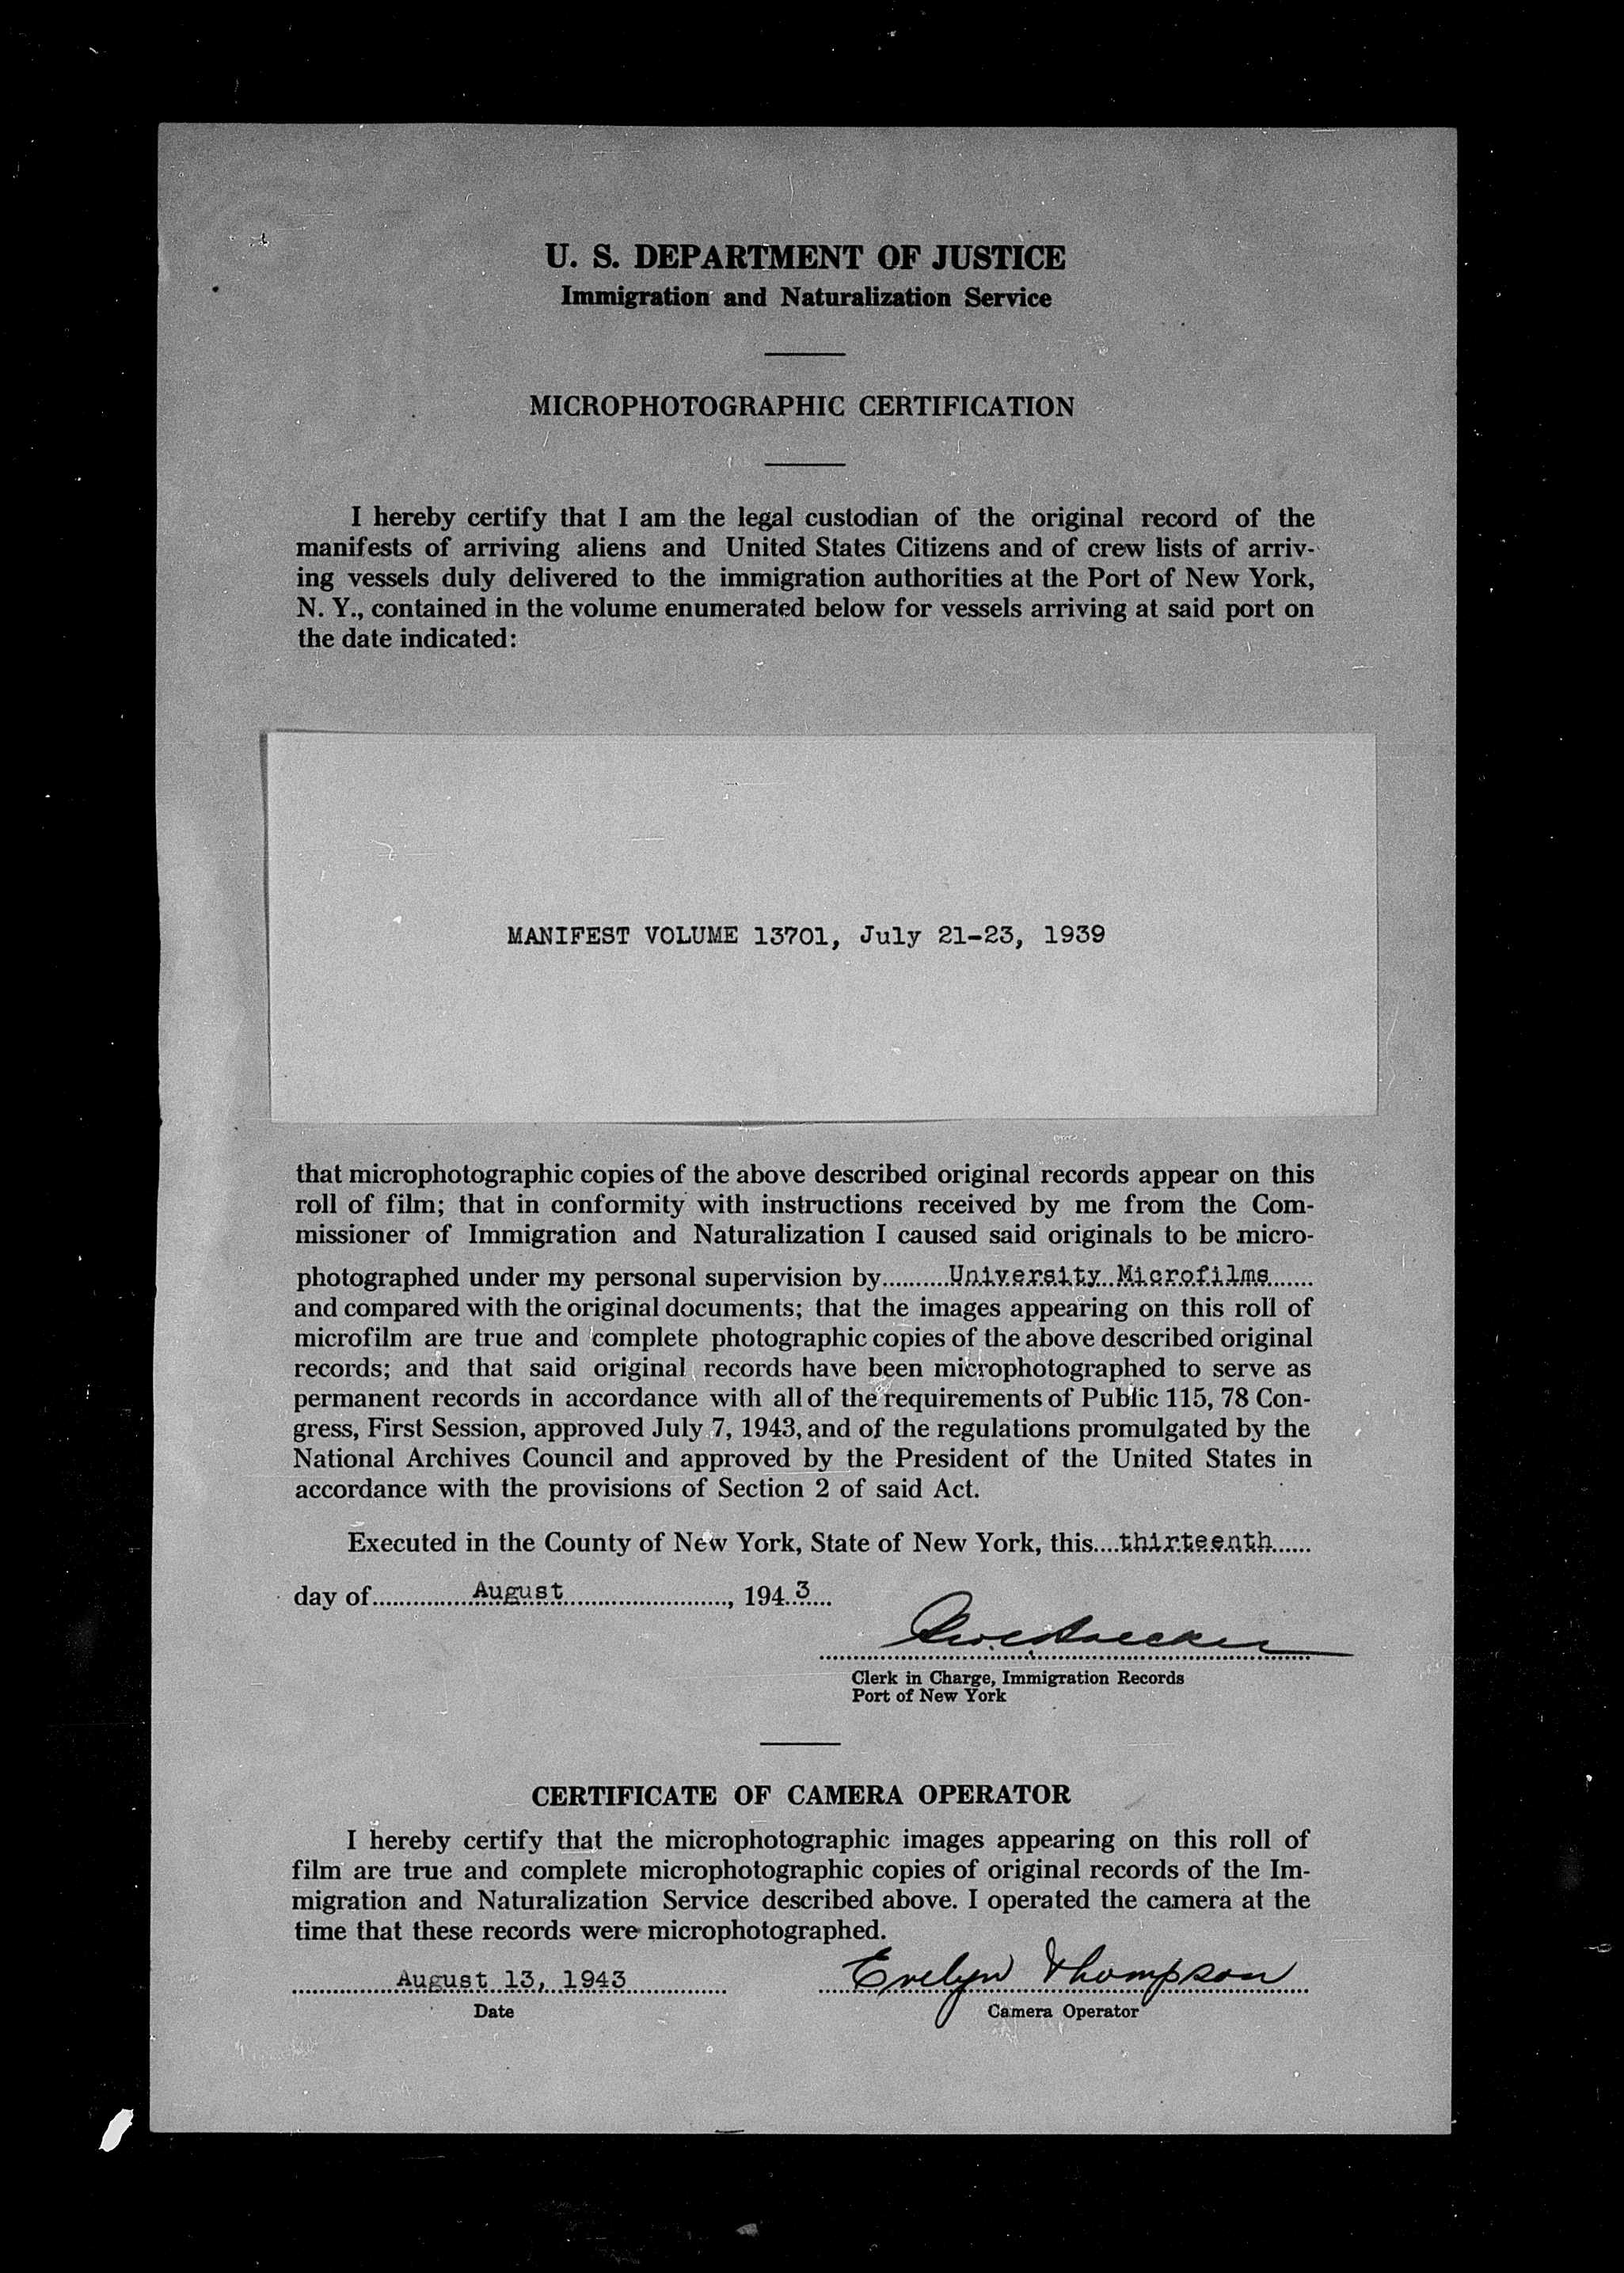 U. S. DEPARTMENT OF JUSTICE
Immigration and Naturalization Service
MICROPHOTOGRAPHIC CERTIFICATION
I hereby certify that I am the legal custodian of the original record of the
manifests of arriving aliens and United States Citizens and of crew lists of arriv-
ing vessels duly delivered to the immigration authorities at the Port of New York,
N. Y., contained in the volume enumerated below for vessels arriving at said port on
the date indicated:
MANIFEST VOLUME 13701, July 21-23, 1939
that microphotographic copies of the above described original records appear on this
roll of film; that in conformity with instructions received by me from the Com-
missioner of Immigration and Naturalization I caused said originals to be micro-
photographed under my personal supervision by University Microfilms
and compared with the original documents; that the images appearing on this roll of
microfilm are true and complete photographic copies of the above described original
records; and that said original records have been microphotographed to serve as
permanent records in accordance with all of the requirements of Public 115, 78 Con-
gress, First Session, approved July 7, 1943, and of the regulations promulgated by the
National Archives Council and approved by the President of the United States in
accordance with the provisions of Section 2 of said Act.
Executed in the County of New York, State of New York, this thirteenth
day of August, 1943
Clerk in Charge, Immigration Records
Port of New York
CERTIFICATE OF CAMERA OPERATOR
I hereby certify that the microphotographic images appearing on this roll of
film are true and complete microphotographic copies of original records of the Im-
migration and Naturalization Service described above. I operated the camera at the
time that these records were microphotographed.
August 13, 1943 Evelyn Thompson
Date Camera Operator